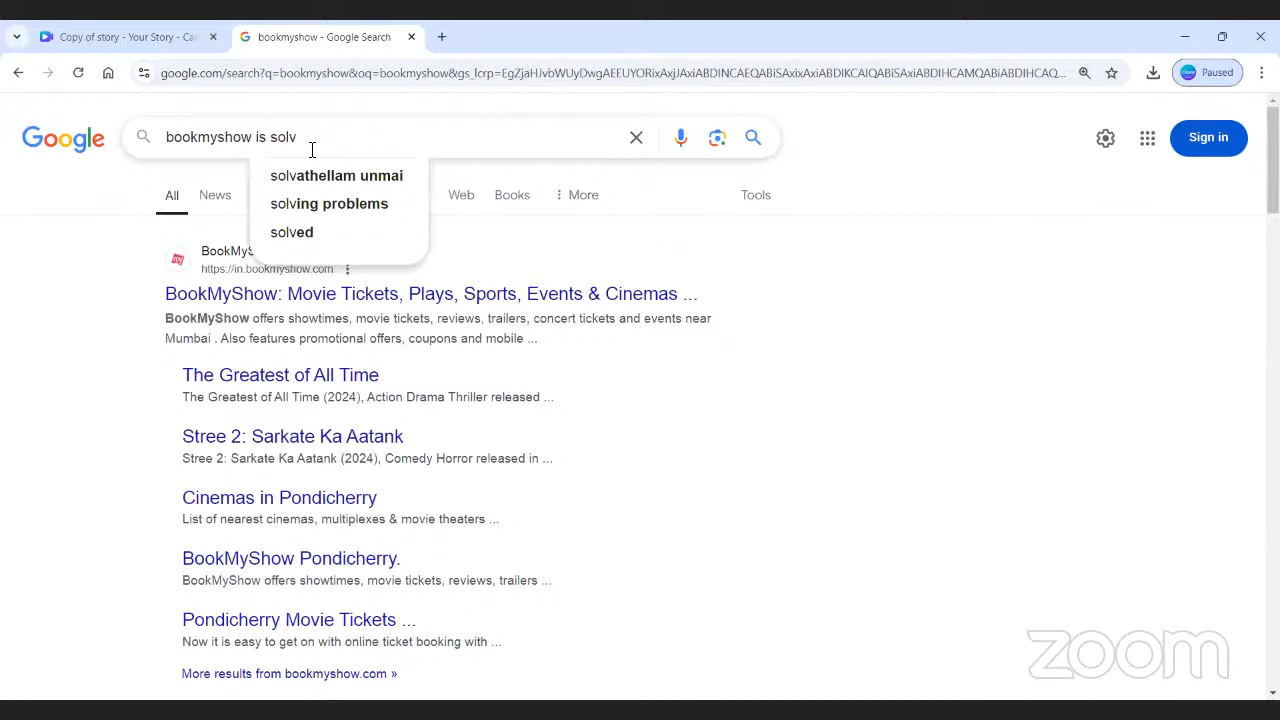 Copy of story - Your Story - Can
bookmyshow - Google Search
google.com/search?q=bookmyshow&oq=bookmyshow&gs_lcrp=EgZjaHJvbWUyDwgAEEUYORixAxjJAxiABDINCAEQABiSAxixAxiABDIKCAIQABiSAxiABDIHCAMQABiABDIHCAQ...
Paused
Google
bookmyshow is solv
Sign in
solvathellam unmai
solving problems
solved
All
News
Web
Books
More
Tools
BookMyS
https://in.bookmyshow.com
BookMyShow: Movie Tickets, Plays, Sports, Events & Cinemas ...
BookMyShow offers showtimes, movie tickets, reviews, trailers, concert tickets and events near
Mumbai . Also features promotional offers, coupons and mobile ...
The Greatest of All Time
The Greatest of All Time (2024), Action Drama Thriller released ...
Stree 2: Sarkate Ka Aatank
Stree 2: Sarkate Ka Aatank (2024), Comedy Horror released in ...
Cinemas in Pondicherry
List of nearest cinemas, multiplexes & movie theaters ...
BookMyShow Pondicherry.
BookMyShow offers showtimes, movie tickets, reviews, trailers ...
Pondicherry Movie Tickets ...
Now it is easy to get on with online ticket booking with ...
More results from bookmyshow.com »
zoom